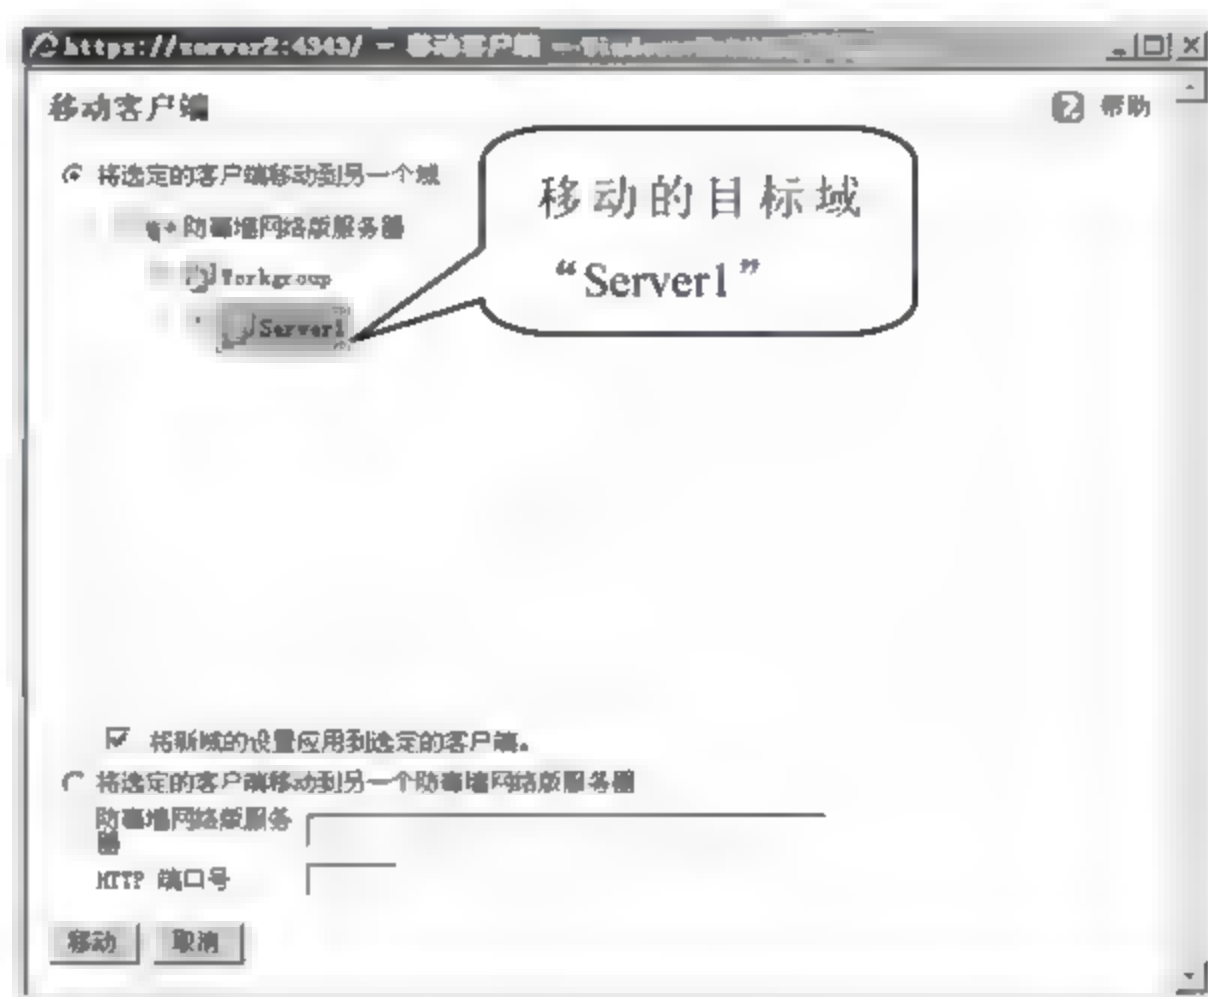 https://server2:4343/ - 移动客户端 - Windows
移动客户端
帮助
将选定的客户端移动到另一个域
防毒墙网络版服务器
Workgroup
Server1
移动的目标域
“Server1”
将新域的设置应用到选定的客户端。
将选定的客户端移动到另一个防毒墙网络版服务器
防毒墙网络版服务
器
HTTP 端口号
移动
取消